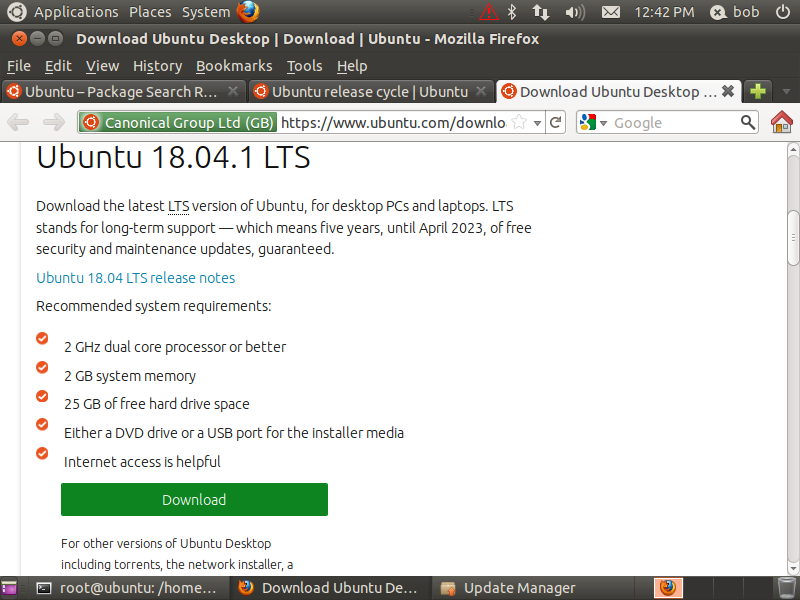 Applications Places System 12:42 PM bob
Download Ubuntu Desktop | Download | Ubuntu - Mozilla Firefox
File Edit View History Bookmarks Tools Help
Ubuntu – Package Search R... Ubuntu release cycle | Ubuntu Download Ubuntu Desktop ...
Canonical Group Ltd (GB) https://www.ubuntu.com/downlo Google
Ubuntu 18.04.1 LTS
Download the latest LTS version of Ubuntu, for desktop PCs and laptops. LTS
stands for long-term support — which means five years, until April 2023, of free
security and maintenance updates, guaranteed.
Ubuntu 18.04 LTS release notes
Recommended system requirements:
2 GHz dual core processor or better
2 GB system memory
25 GB of free hard drive space
Either a DVD drive or a USB port for the installer media
Internet access is helpful
Download
For other versions of Ubuntu Desktop
including torrents, the network installer, a
root@ubuntu: /home... Download Ubuntu De... Update Manager